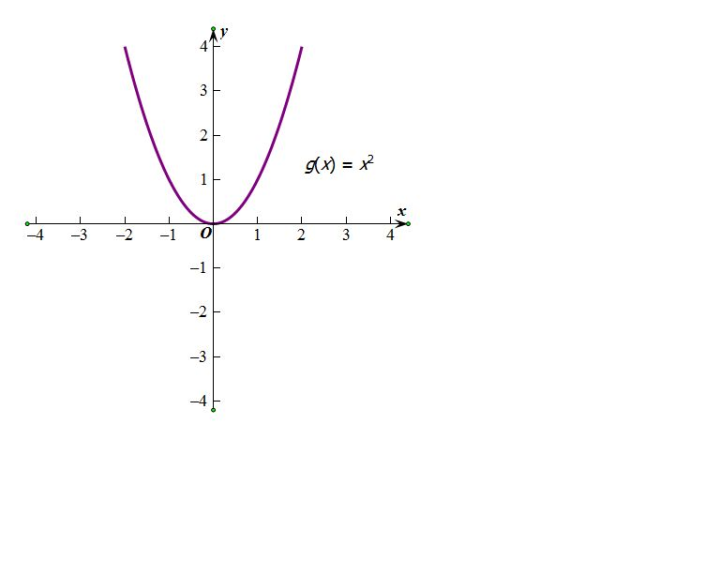 y
4
3
2
g(x) = x²
1
x
–4 –3 –2 –1 O 1 2 3 4
–1
–2
–3
–4